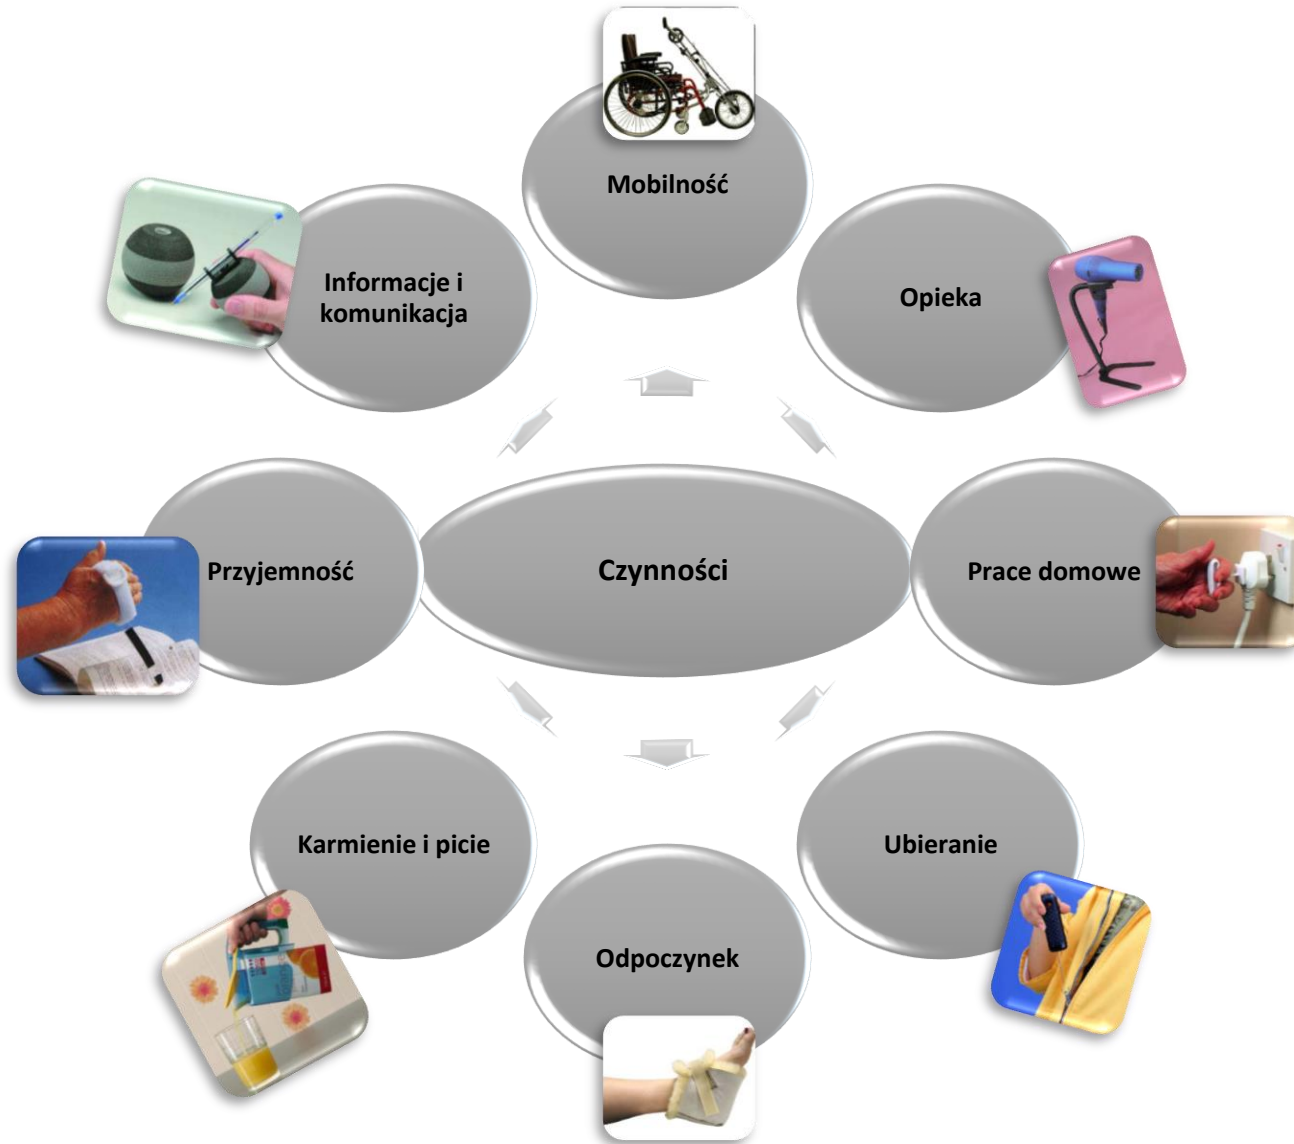 Mobilność
Informacje i
komunikacja
Opieka
Przyjemność
Czynności
Prace domowe
Karmienie i picie
Ubieranie
Odpoczynek